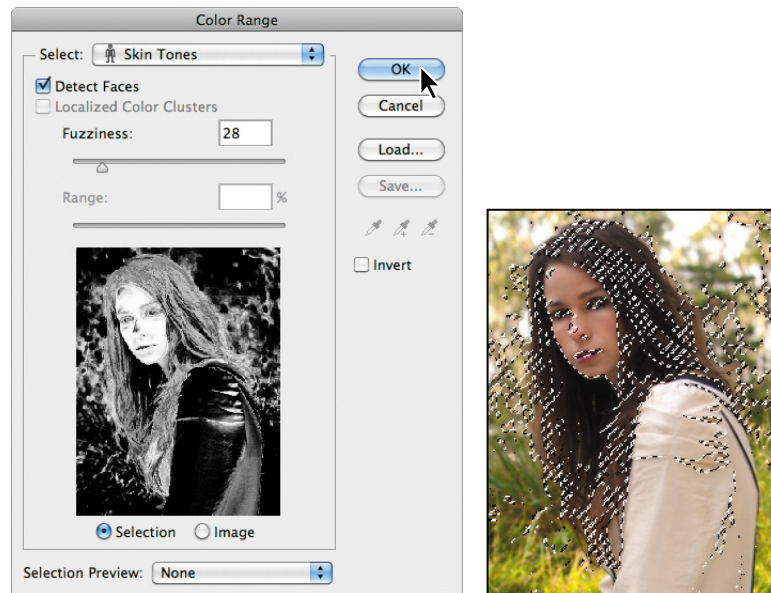 Color Range
Select: Skin Tones
Detect Faces
Localized Color Clusters
Fuzziness: 28
Range: %
OK
Cancel
Load...
Save...
Invert
Selection Image
Selection Preview: None